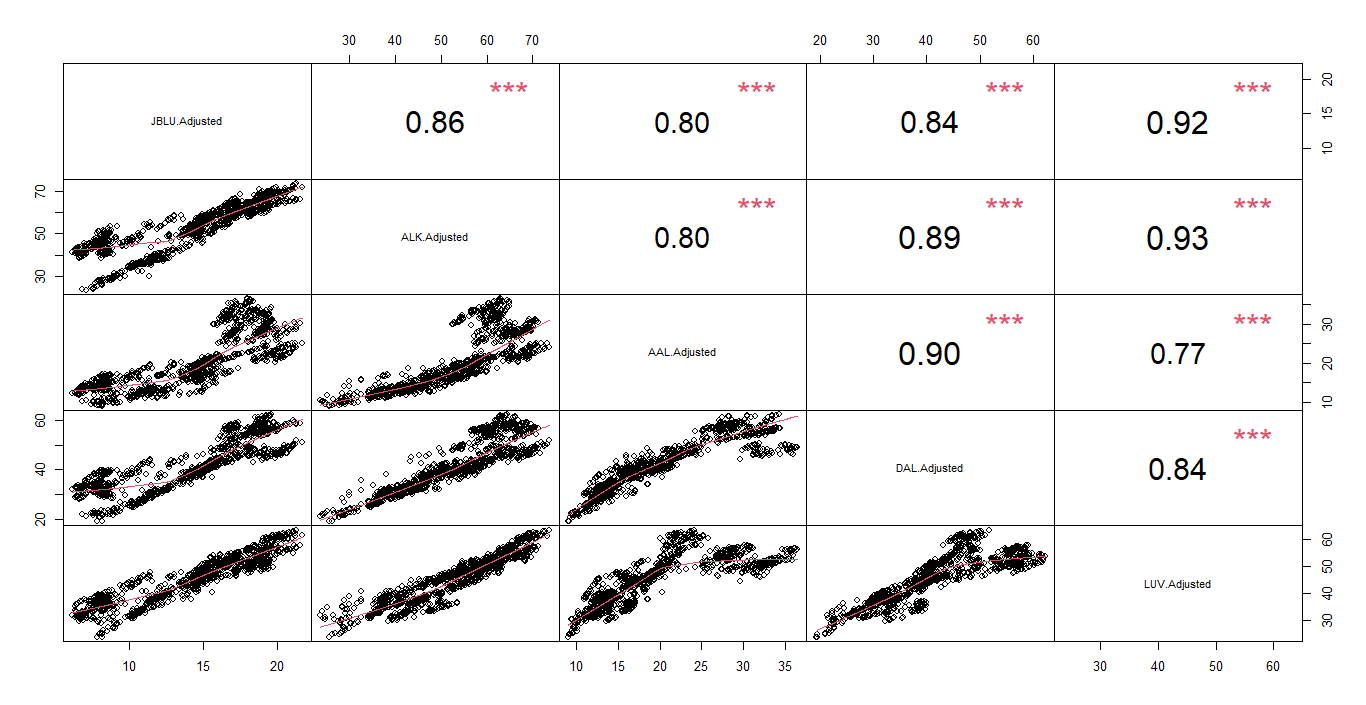 30 40 50 60 70 20 30 40 50 60
JBLU.Adjusted *** 0.86 *** 0.80 *** 0.84 *** 0.92 10 15 20
30 50 70 ALK.Adjusted *** 0.80 *** 0.89 *** 0.93
AAL.Adjusted *** 0.90 *** 0.77 10 20 30
20 40 60 DAL.Adjusted *** 0.84
LUV.Adjusted 30 40 50 60
10 15 20 10 15 20 25 30 35 30 40 50 60